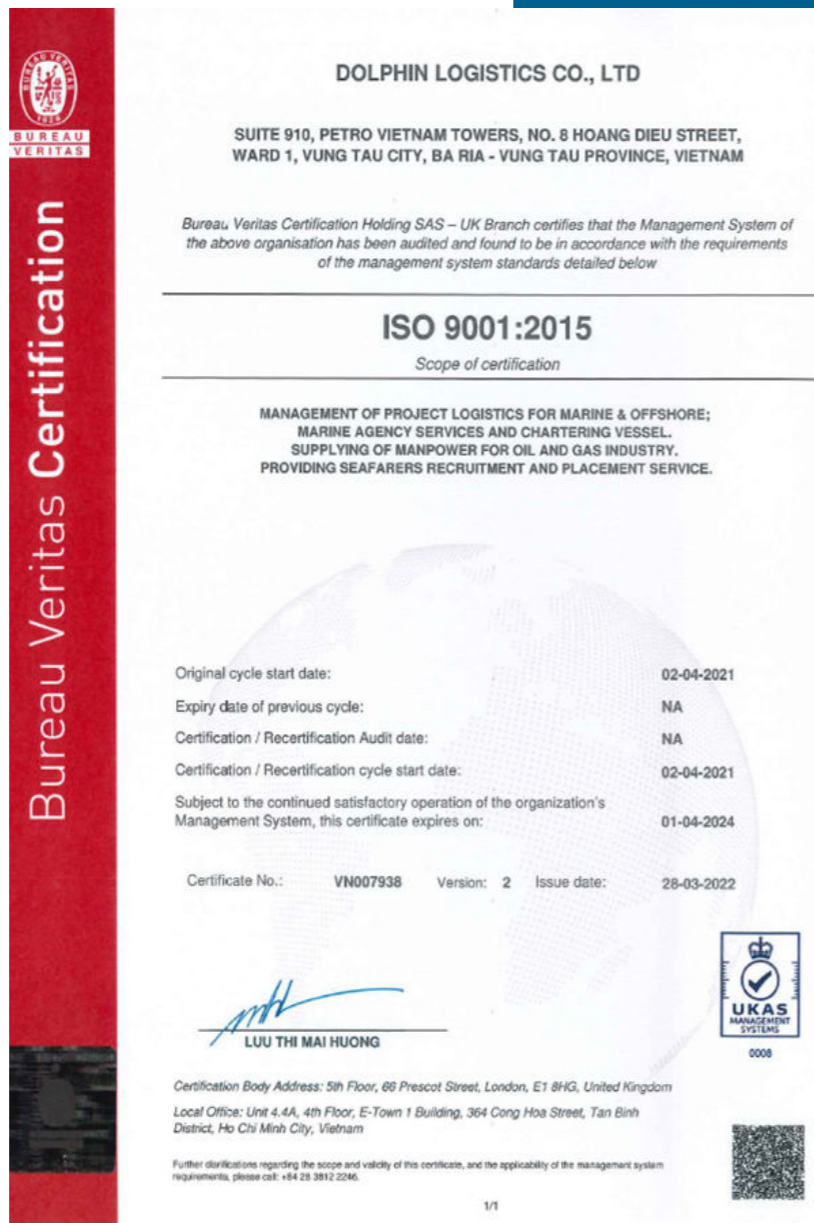 BUREAU VERITAS
1828
BUREAU
VERITAS
Bureau Veritas Certification
DOLPHIN LOGISTICS CO., LTD
SUITE 910, PETRO VIETNAM TOWERS, NO. 8 HOANG DIEU STREET,
WARD 1, VUNG TAU CITY, BA RIA - VUNG TAU PROVINCE, VIETNAM
Bureau Veritas Certification Holding SAS – UK Branch certifies that the Management System of
the above organisation has been audited and found to be in accordance with the requirements
of the management system standards detailed below
ISO 9001:2015
Scope of certification
MANAGEMENT OF PROJECT LOGISTICS FOR MARINE & OFFSHORE;
MARINE AGENCY SERVICES AND CHARTERING VESSEL.
SUPPLYING OF MANPOWER FOR OIL AND GAS INDUSTRY.
PROVIDING SEAFARERS RECRUITMENT AND PLACEMENT SERVICE.
Original cycle start date: 02-04-2021
Expiry date of previous cycle: NA
Certification / Recertification Audit date: NA
Certification / Recertification cycle start date: 02-04-2021
Subject to the continued satisfactory operation of the organization's
Management System, this certificate expires on: 01-04-2024
Certificate No.: VN007938 Version: 2 Issue date: 28-03-2022
LUU THI MAI HUONG
UKAS
MANAGEMENT
SYSTEMS
0008
Certification Body Address: 5th Floor, 66 Prescot Street, London, E1 8HG, United Kingdom
Local Office: Unit 4.4A, 4th Floor, E-Town 1 Building, 364 Cong Hoa Street, Tan Binh
District, Ho Chi Minh City, Vietnam
Further clarifications regarding the scope and validity of this certificate, and the applicability of the management system
requirements, please call: +84 28 3812 2246.
1/1